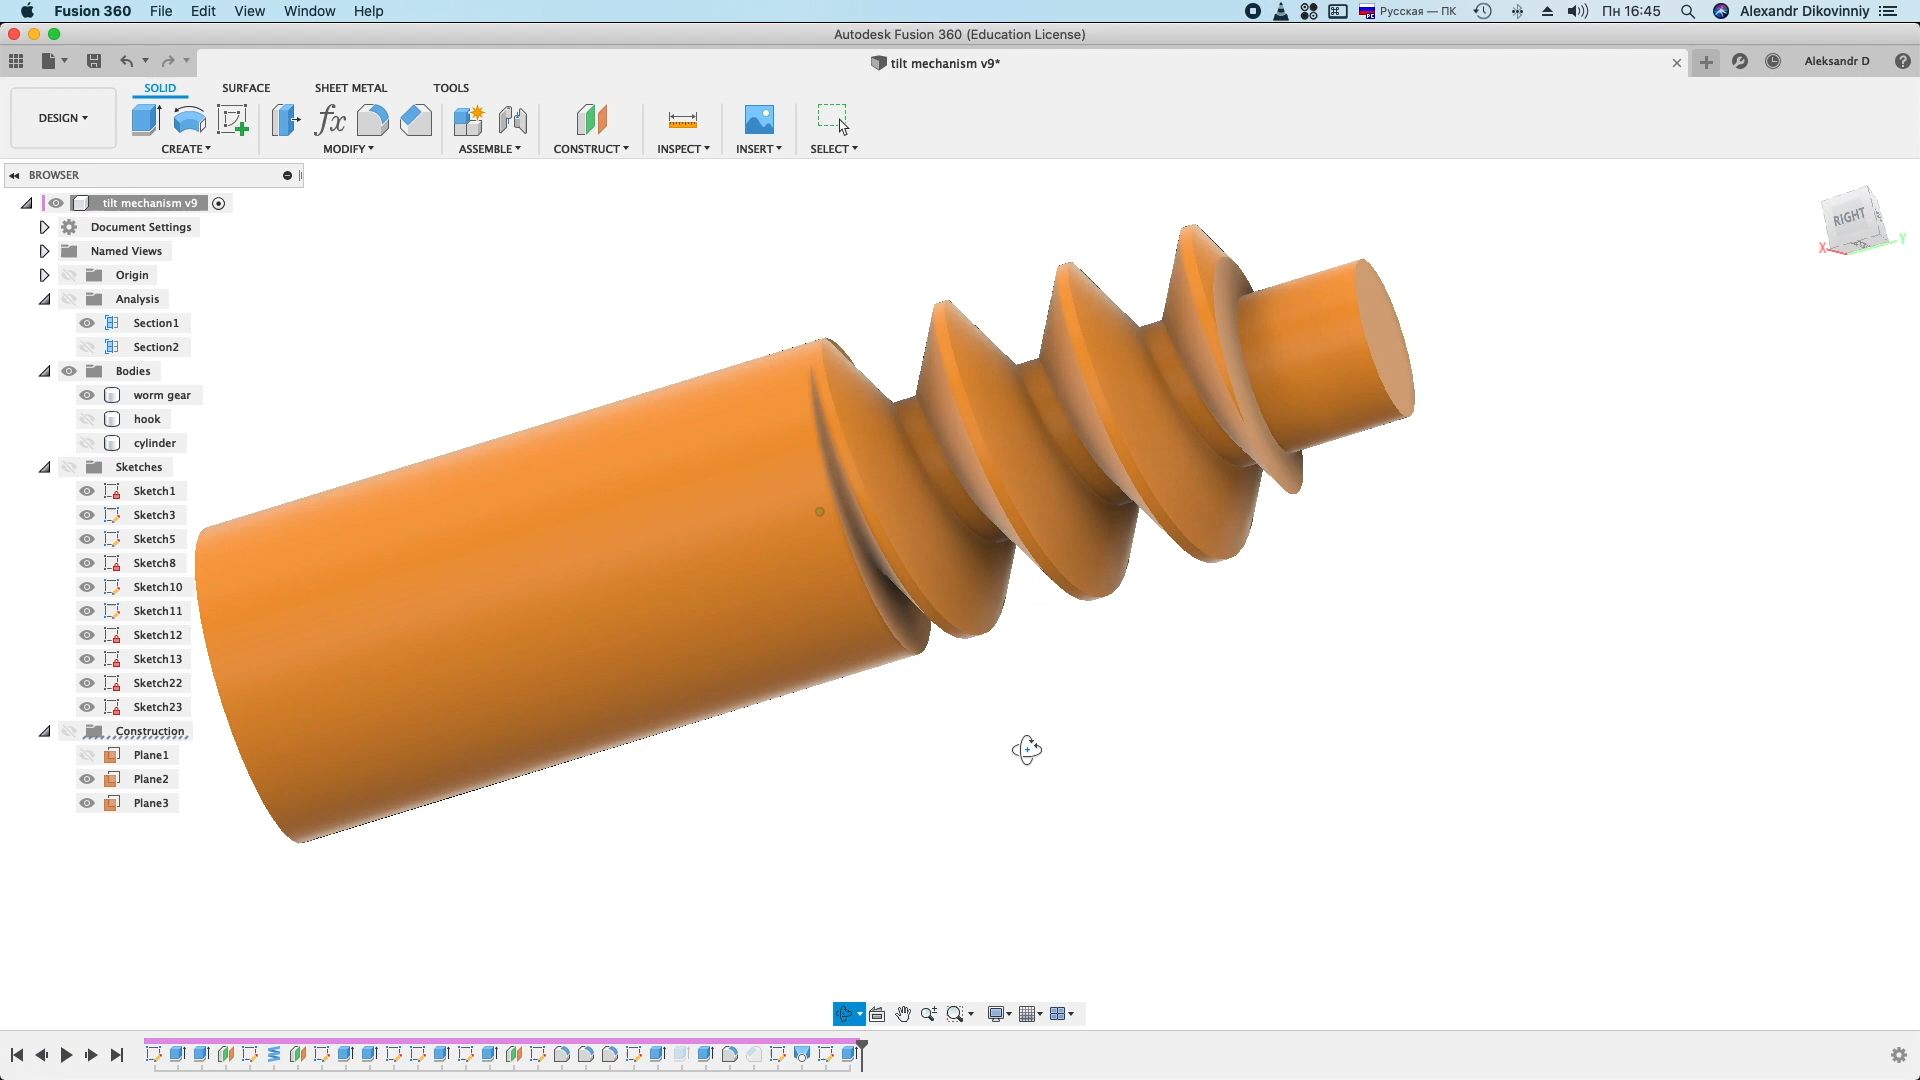 Fusion 360 File Edit View Window Help Русская — ПК Пн 16:45 Alexandr Dikovinniy
Autodesk Fusion 360 (Education License)
tilt mechanism v9* Aleksandr D
SOLID SURFACE SHEET METAL TOOLS
DESIGN
CREATE MODIFY ASSEMBLE CONSTRUCT INSPECT INSERT SELECT
BROWSER
tilt mechanism v9
Document Settings
Named Views
Origin
Analysis
Section1
Section2
Bodies
worm gear
hook
cylinder
Sketches
Sketch1
Sketch3
Sketch5
Sketch8
Sketch10
Sketch11
Sketch12
Sketch13
Sketch22
Sketch23
Construction
Plane1
Plane2
Plane3
RIGHT
X
Y